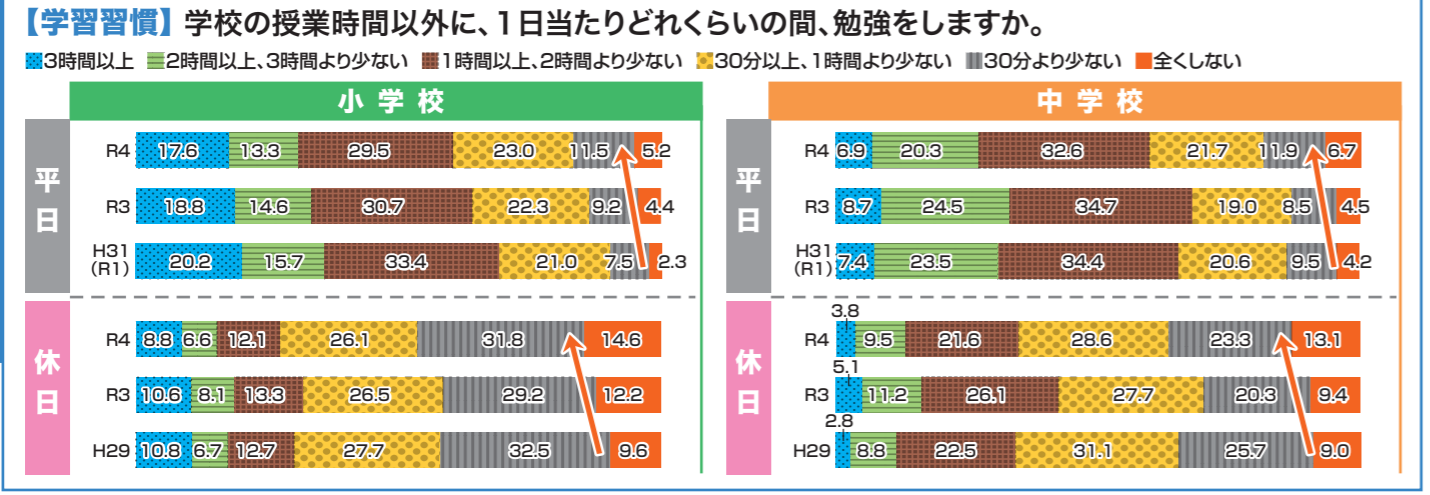 【学習習慣】学校の授業時間以外に、1日当たりどれくらいの間、勉強をしますか。
3時間以上 2時間以上、3時間より少ない 1時間以上、2時間より少ない 30分以上、1時間より少ない 30分より少ない 全くしない
小学校
平日
R4 17.6 13.3 29.5 23.0 11.5 5.2
R3 18.8 14.6 30.7 22.3 9.2 4.4
H31
(R1) 20.2 15.7 33.4 21.0 7.5 2.3
休日
R4 8.8 6.6 12.1 26.1 31.8 14.6
R3 10.6 8.1 13.3 26.5 29.2 12.2
H29 10.8 6.7 12.7 27.7 32.5 9.6
中学校
平日
R4 6.9 20.3 32.6 21.7 11.9 6.7
R3 8.7 24.5 34.7 19.0 8.5 4.5
H31
(R1) 7.4 23.5 34.4 20.6 9.5 4.2
休日
3.8
R4 9.5 21.6 28.6 23.3 13.1
5.1
R3 11.2 26.1 27.7 20.3 9.4
2.8
H29 8.8 22.5 31.1 25.7 9.0